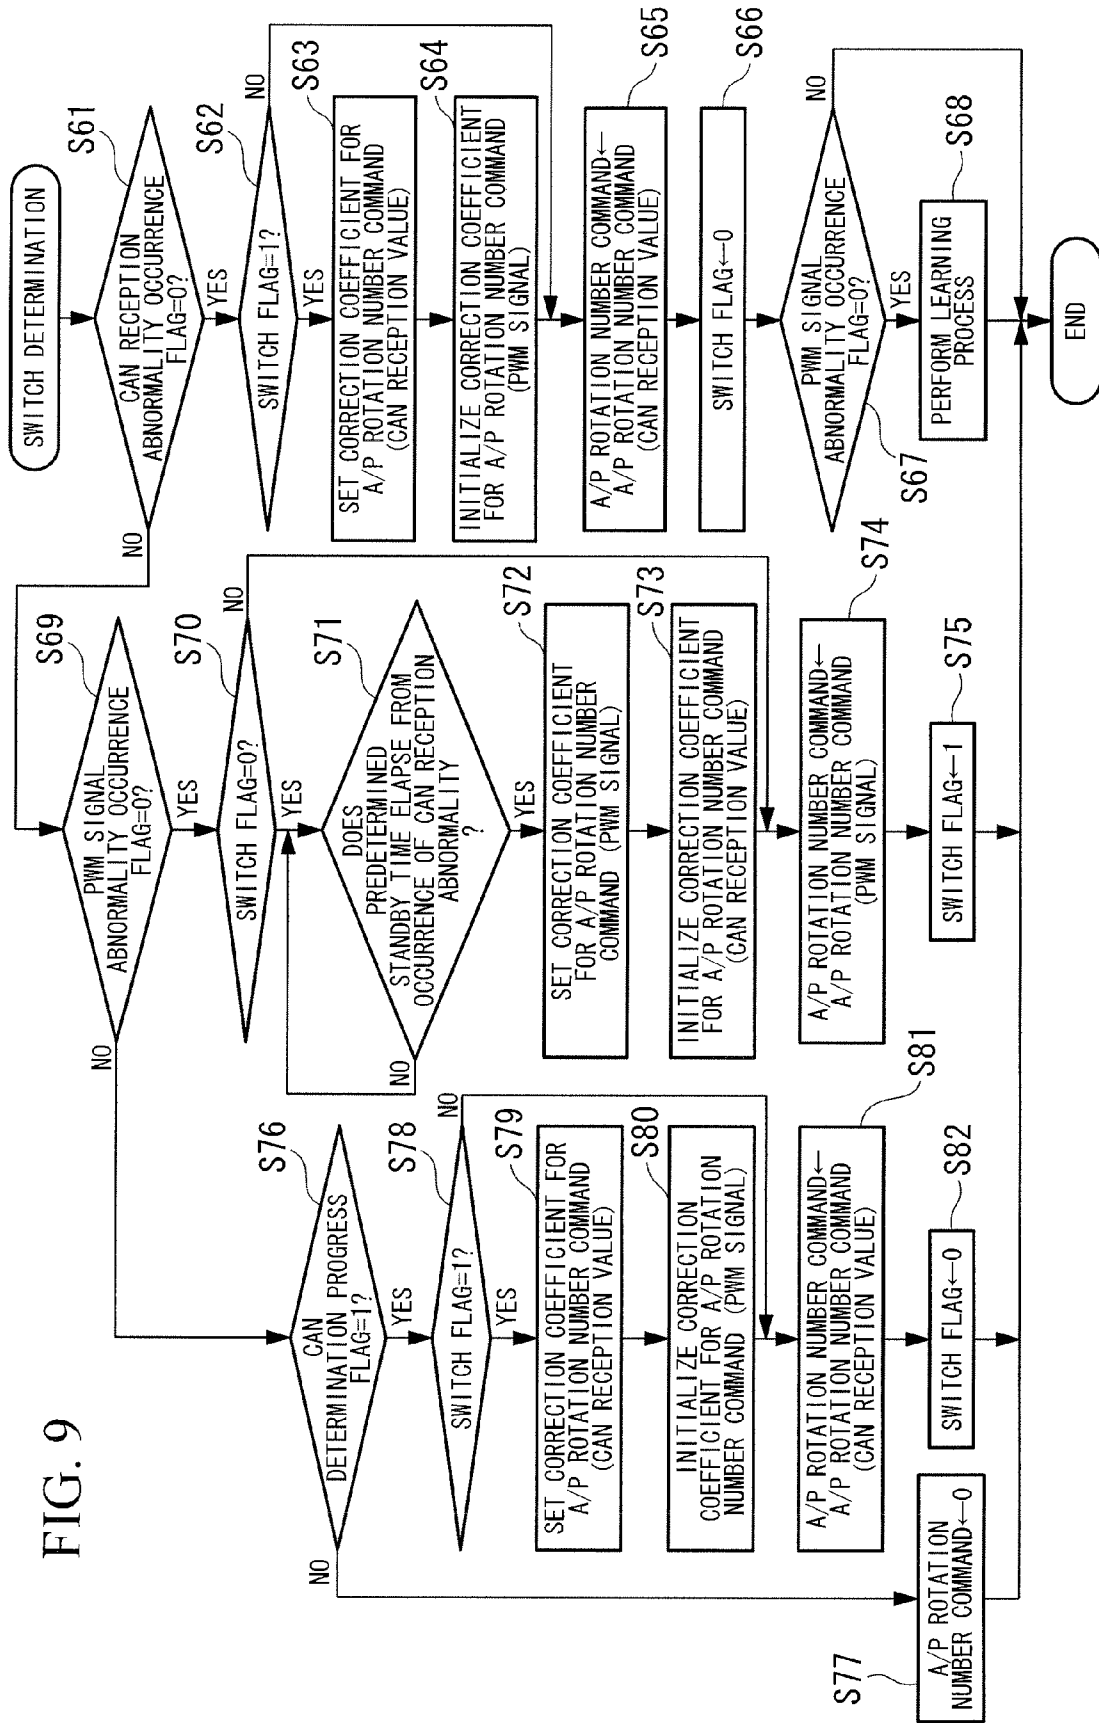 FIG. 9
SWITCH DETERMINATION
S61
CAN RECEPTION
ABNORMALITY OCCURRENCE
FLAG=0?
NO
YES
S62
SWITCH FLAG=1?
NO
YES
S63
SET CORRECTION COEFFICIENT FOR
A/P ROTATION NUMBER COMMAND
(CAN RECEPTION VALUE)
S64
INITIALIZE CORRECTION COEFFICIENT
FOR A/P ROTATION NUMBER COMMAND
(PWM SIGNAL)
S65
A/P ROTATION NUMBER COMMAND←
A/P ROTATION NUMBER COMMAND
(CAN RECEPTION VALUE)
S66
SWITCH FLAG←0
S67
PWM SIGNAL
ABNORMALITY OCCURRENCE
FLAG=0?
NO
YES
S68
PERFORM LEARNING
PROCESS
END
S69
PWM SIGNAL
ABNORMALITY OCCURRENCE
FLAG=0?
NO
YES
S70
SWITCH FLAG=0?
NO
YES
S71
DOES
PREDETERMINED
STANDBY TIME ELAPSE FROM
OCCURRENCE OF CAN RECEPTION
ABNORMALITY
?
NO
YES
S72
SET CORRECTION COEFFICIENT
FOR A/P ROTATION NUMBER
COMMAND (PWM SIGNAL)
S73
INITIALIZE CORRECTION COEFFICIENT
FOR A/P ROTATION NUMBER COMMAND
(CAN RECEPTION VALUE)
S74
A/P ROTATION NUMBER COMMAND←
A/P ROTATION NUMBER COMMAND
(PWM SIGNAL)
S75
SWITCH FLAG←1
S76
CAN
DETERMINATION PROGRESS
FLAG=1?
NO
YES
S78
SWITCH FLAG=1?
NO
YES
S79
SET CORRECTION COEFFICIENT FOR
A/P ROTATION NUMBER COMMAND
(CAN RECEPTION VALUE)
S80
INITIALIZE CORRECTION
COEFFICIENT FOR A/P ROTATION
NUMBER COMMAND (PWM SIGNAL)
S81
A/P ROTATION NUMBER COMMAND←
A/P ROTATION NUMBER COMMAND
(CAN RECEPTION VALUE)
S82
SWITCH FLAG←0
S77
A/P ROTATION
NUMBER COMMAND←0